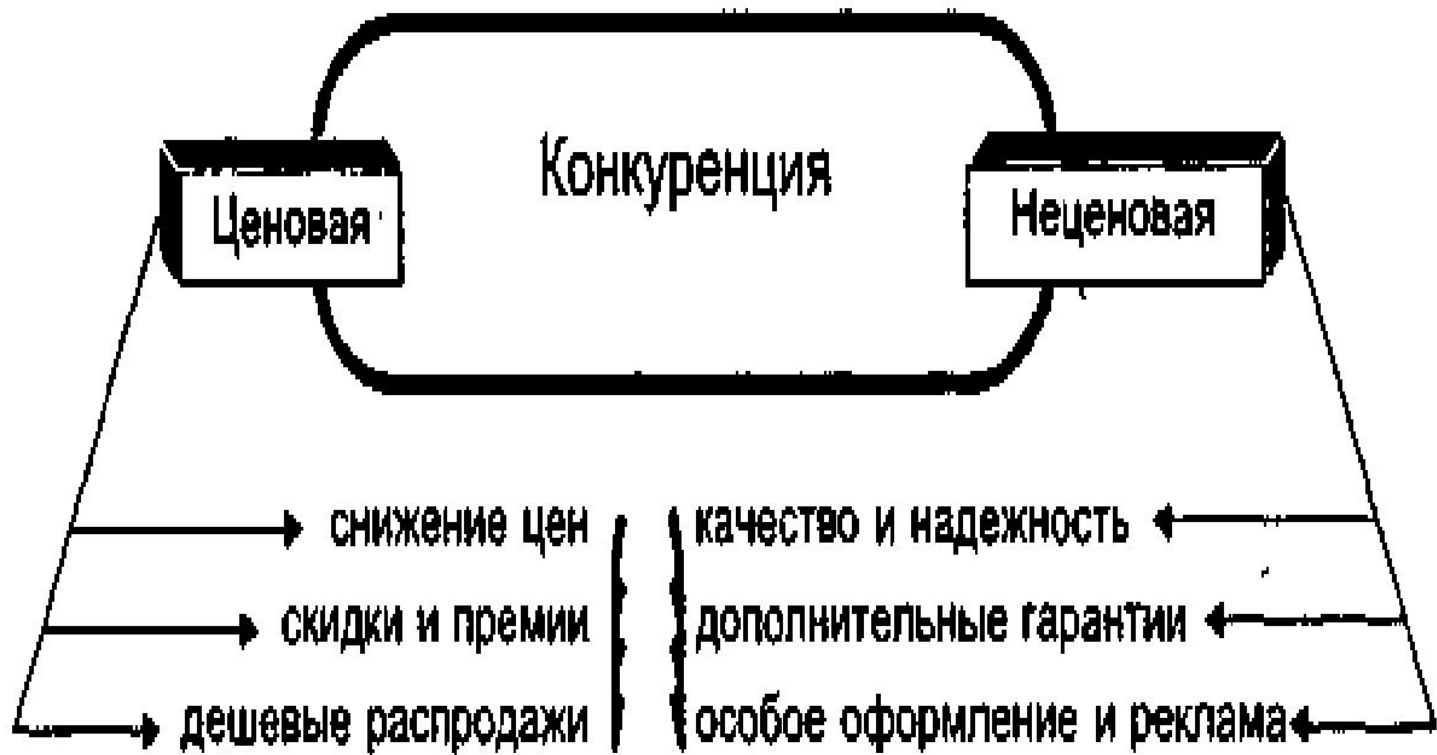 Конкуренция
Ценовая
Неценовая
снижение цен
скидки и премии
дешевые распродажи
качество и надежность
дополнительные гарантии
особое оформление и реклама